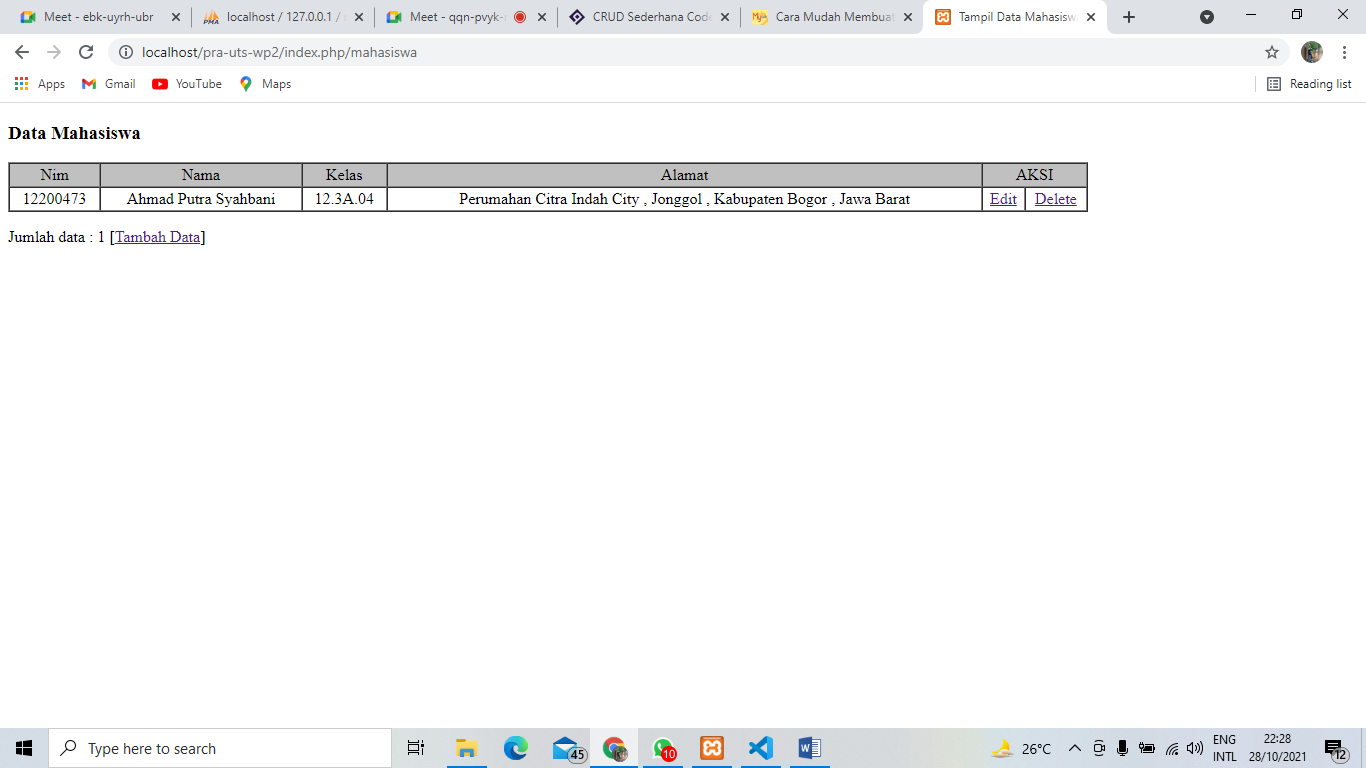 Meet - ebk-uyrh-ubr
localhost / 127.0.0.1 /
Meet - qqn-pvyk-
CRUD Sederhana Code
Cara Mudah Membuat
Tampil Data Mahasisw
localhost/pra-uts-wp2/index.php/mahasiswa
Apps Gmail YouTube Maps Reading list
Data Mahasiswa
Nim Nama Kelas Alamat AKSI
12200473 Ahmad Putra Syahbani 12.3A.04 Perumahan Citra Indah City , Jonggol , Kabupaten Bogor , Jawa Barat Edit Delete
Jumlah data : 1 [Tambah Data]
Type here to search
45
10
26°C
ENG
INTL
22:28
28/10/2021
12